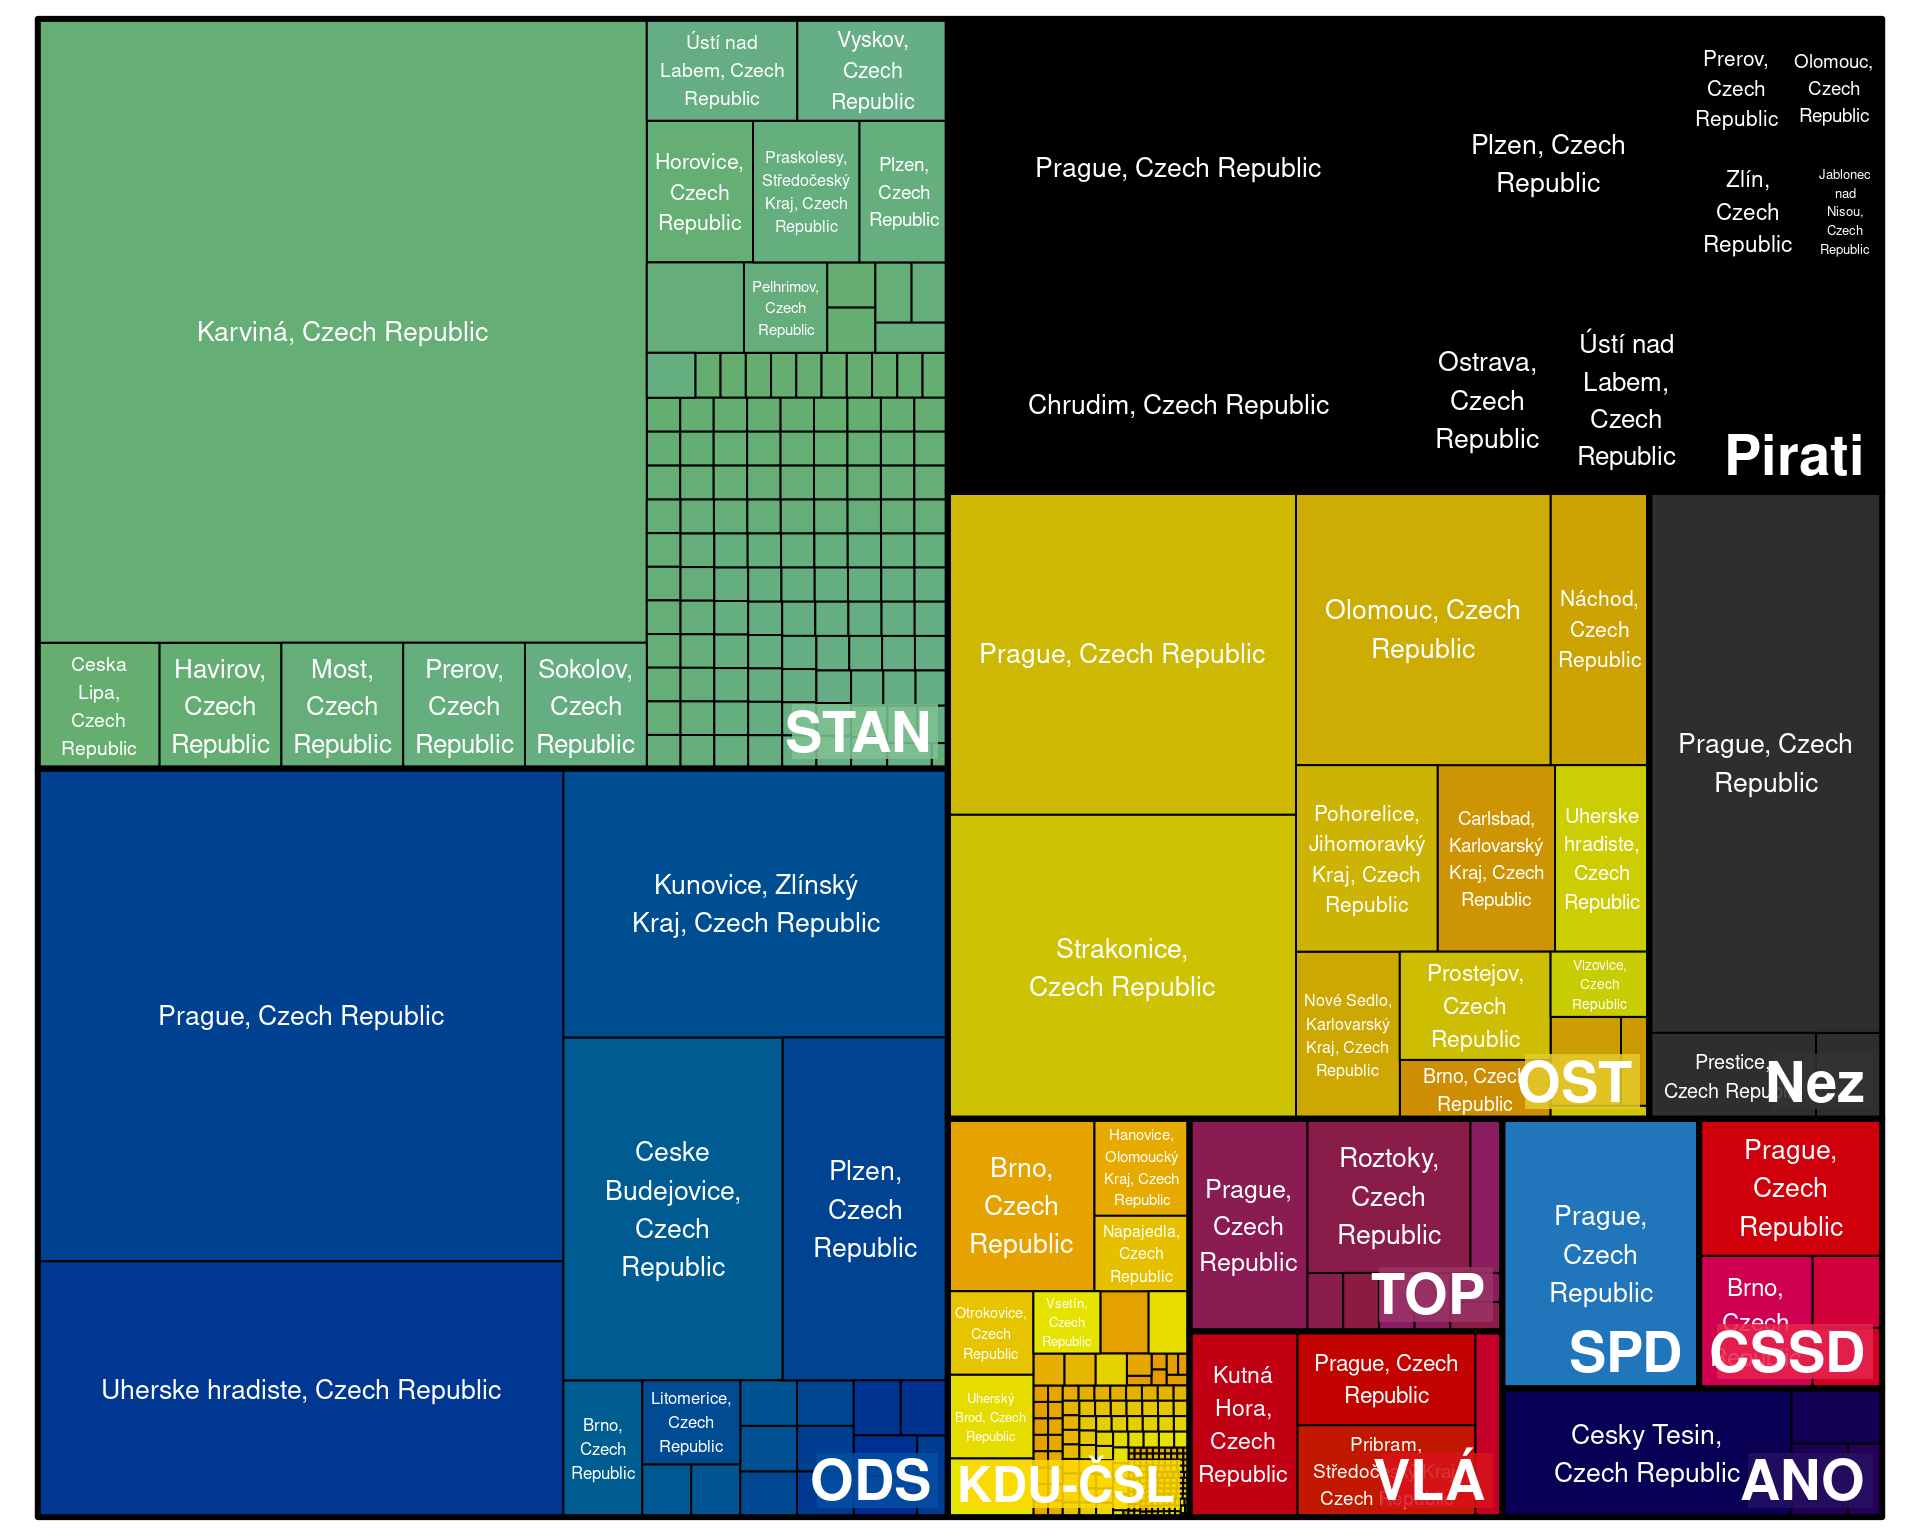 Karviná, Czech Republic
Ústí nad
Labem, Czech
Republic
Vyskov,
Czech
Republic
Horovice,
Czech
Republic
Praskolesy,
Středočeský
Kraj, Czech
Republic
Plzen,
Czech
Republic
Pelhrimov,
Czech
Republic
Ceska
Lipa,
Czech
Republic
Havirov,
Czech
Republic
Most,
Czech
Republic
Prerov,
Czech
Republic
Sokolov,
Czech
Republic
STAN
Prague, Czech Republic
Plzen, Czech
Republic
Prerov,
Czech
Republic
Olomouc,
Czech
Republic
Zlín,
Czech
Republic
Jablonec
nad
Nisou,
Czech
Republic
Chrudim, Czech Republic
Ostrava,
Czech
Republic
Ústí nad
Labem,
Czech
Republic
Pirati
Prague, Czech Republic
Kunovice, Zlínský
Kraj, Czech Republic
Ceske
Budejovice,
Czech
Republic
Plzen,
Czech
Republic
Uherske hradiste, Czech Republic
Brno,
Czech
Republic
Litomerice,
Czech
Republic
ODS
Prague, Czech Republic
Olomouc, Czech
Republic
Náchod,
Czech
Republic
Strakonice,
Czech Republic
Pohorelice,
Jihomoravký
Kraj, Czech
Republic
Carlsbad,
Karlovarský
Kraj, Czech
Republic
Uherske
hradiste,
Czech
Republic
Nové Sedlo,
Karlovarský
Kraj, Czech
Republic
Prostejov,
Czech
Republic
Vizovice,
Czech
Republic
Brno, Czech
Republic
OST
Prague, Czech
Republic
Prestice,
Czech Republic
Nez
Brno,
Czech
Republic
Hanovice,
Olomoucký
Kraj, Czech
Republic
Napajedla,
Czech
Republic
Otrokovice,
Czech
Republic
Vsetín,
Czech
Republic
Uherský
Brod, Czech
Republic
KDU-ČSL
Prague,
Czech
Republic
Roztoky,
Czech
Republic
TOP
Kutná
Hora,
Czech
Republic
Prague, Czech
Republic
Pribram,
Středočeský Kraj,
Czech Republic
VLÁ
Prague,
Czech
Republic
SPD
Prague,
Czech
Republic
Brno,
Czech
Republic
CSSD
Cesky Tesin,
Czech Republic
ANO